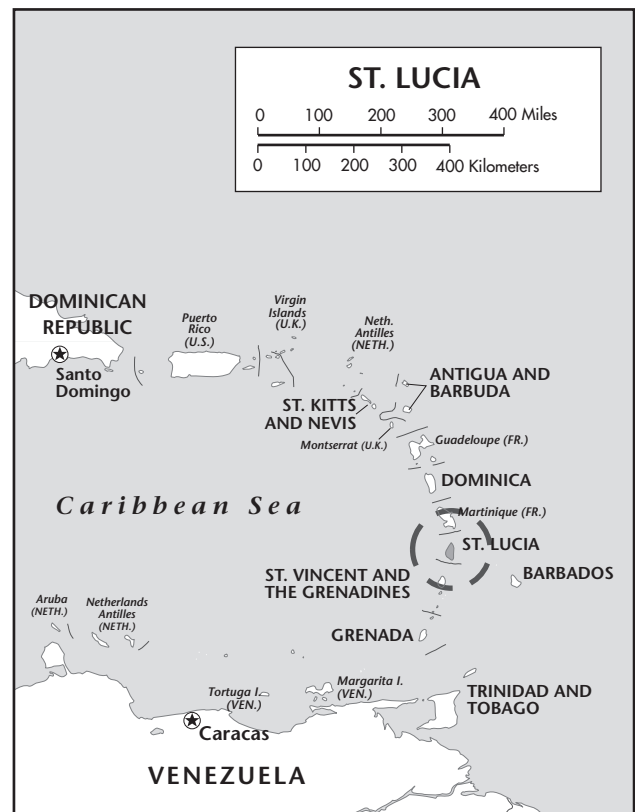 ST. LUCIA
0 100 200 300 400 Miles
0 100 200 300 400 Kilometers
DOMINICAN
REPUBLIC
Santo
Domingo
Puerto
Rico
(U.S.)
Virgin
Islands
(U.K.)
Neth.
Antilles
(NETH.)
ANTIGUA AND
BARBUDA
ST. KITTS
AND NEVIS
Montserrat (U.K.)
Guadeloupe (FR.)
DOMINICA
Caribbean Sea
Martinique (FR.)
ST. LUCIA
ST. VINCENT AND
THE GRENADINES
BARBADOS
Aruba
(NETH.)
Netherlands
Antilles
(NETH.)
GRENADA
Tortuga I.
(VEN.)
Margarita I.
(VEN.)
TRINIDAD AND
TOBAGO
Caracas
VENEZUELA